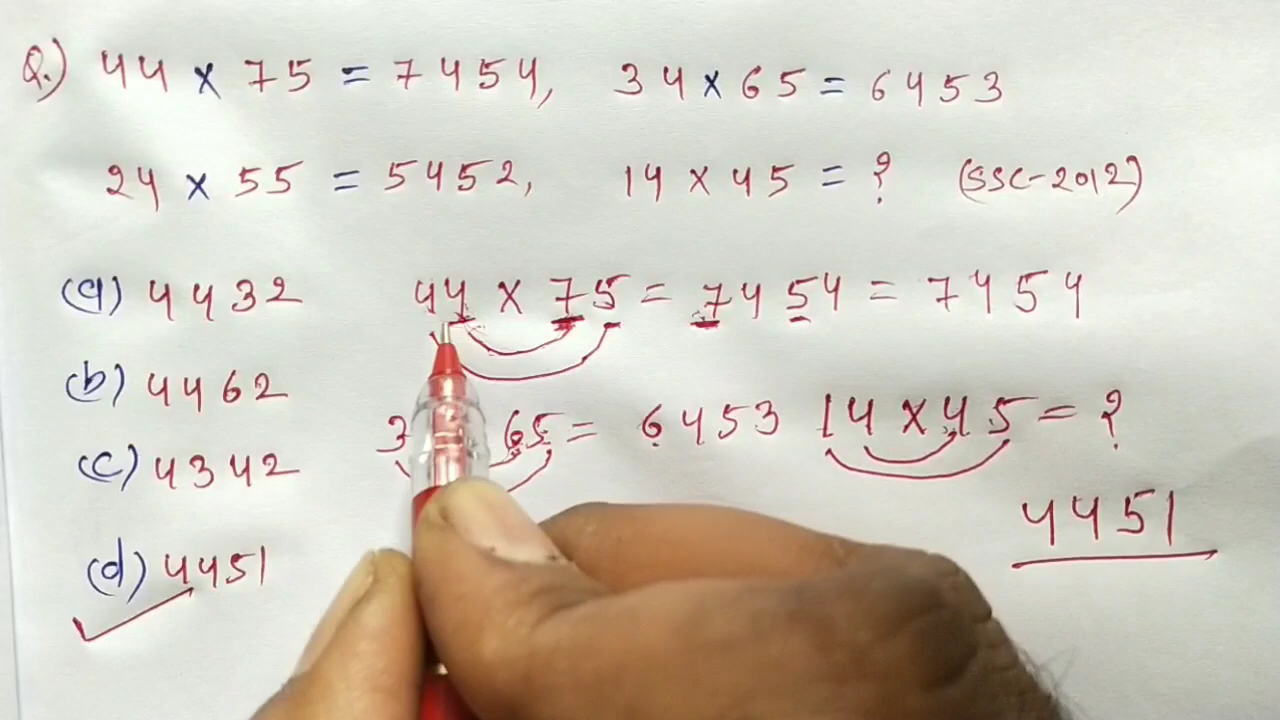 Q.) 44 × 75 = 7454, 34 × 65 = 6453
24 × 55 = 5452, 14 × 45 = ? (SSC-2012)
(a) 4432
44 × 75 = 7454 = 7454
(b) 4462
3 65 = 6453
14 × 45 = ?
(c) 4342
4451
(d) 4451